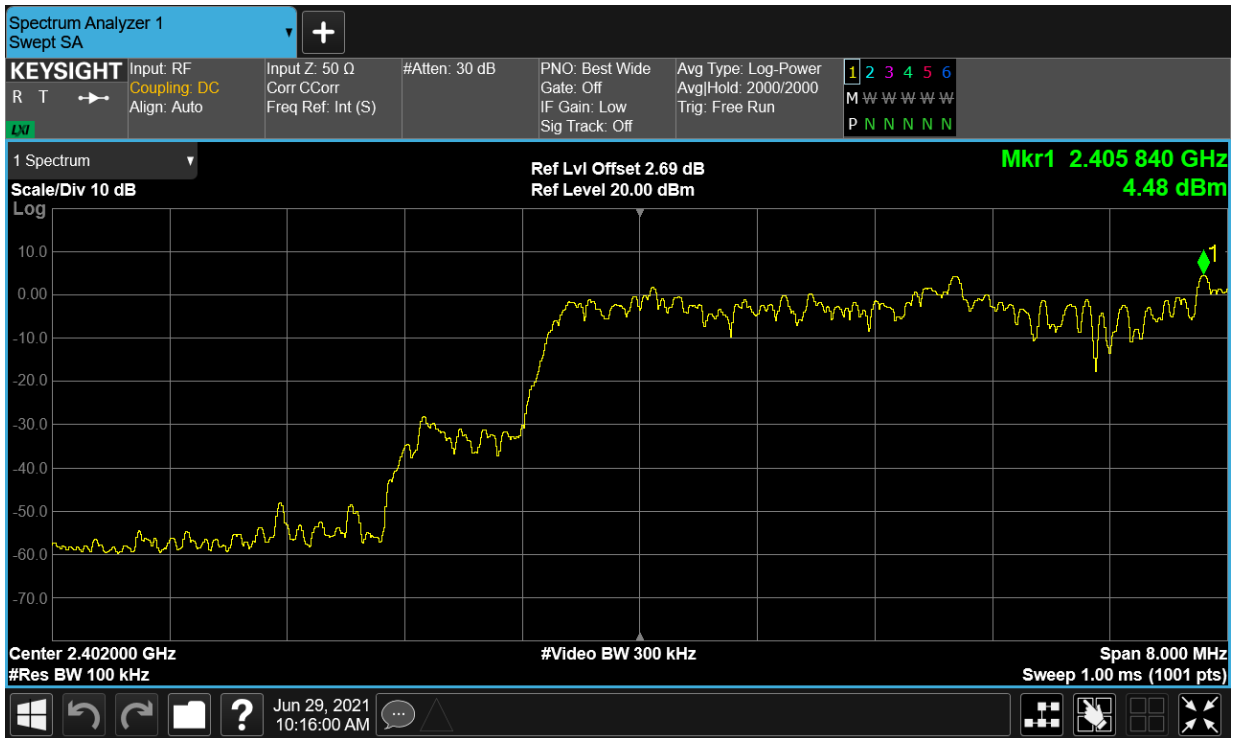 Spectrum Analyzer 1
Swept SA
KEYSIGHT
R T
LXI
Input: RF
Coupling: DC
Align: Auto
Input Z: 50 Ω
Corr CCorr
Freq Ref: Int (S)
#Atten: 30 dB
PNO: Best Wide
Gate: Off
IF Gain: Low
Sig Track: Off
Avg Type: Log-Power
Avg|Hold: 2000/2000
Trig: Free Run
1 2 3 4 5 6
M W W W W W
P N N N N N
1 Spectrum
Scale/Div 10 dB
Log
Ref Lvl Offset 2.69 dB
Ref Level 20.00 dBm
Mkr1 2.405 840 GHz
4.48 dBm
1
10.0
0.00
-10.0
-20.0
-30.0
-40.0
-50.0
-60.0
-70.0
Center 2.402000 GHz
#Res BW 100 kHz
#Video BW 300 kHz
Span 8.000 MHz
Sweep 1.00 ms (1001 pts)
?
Jun 29, 2021
10:16:00 AM